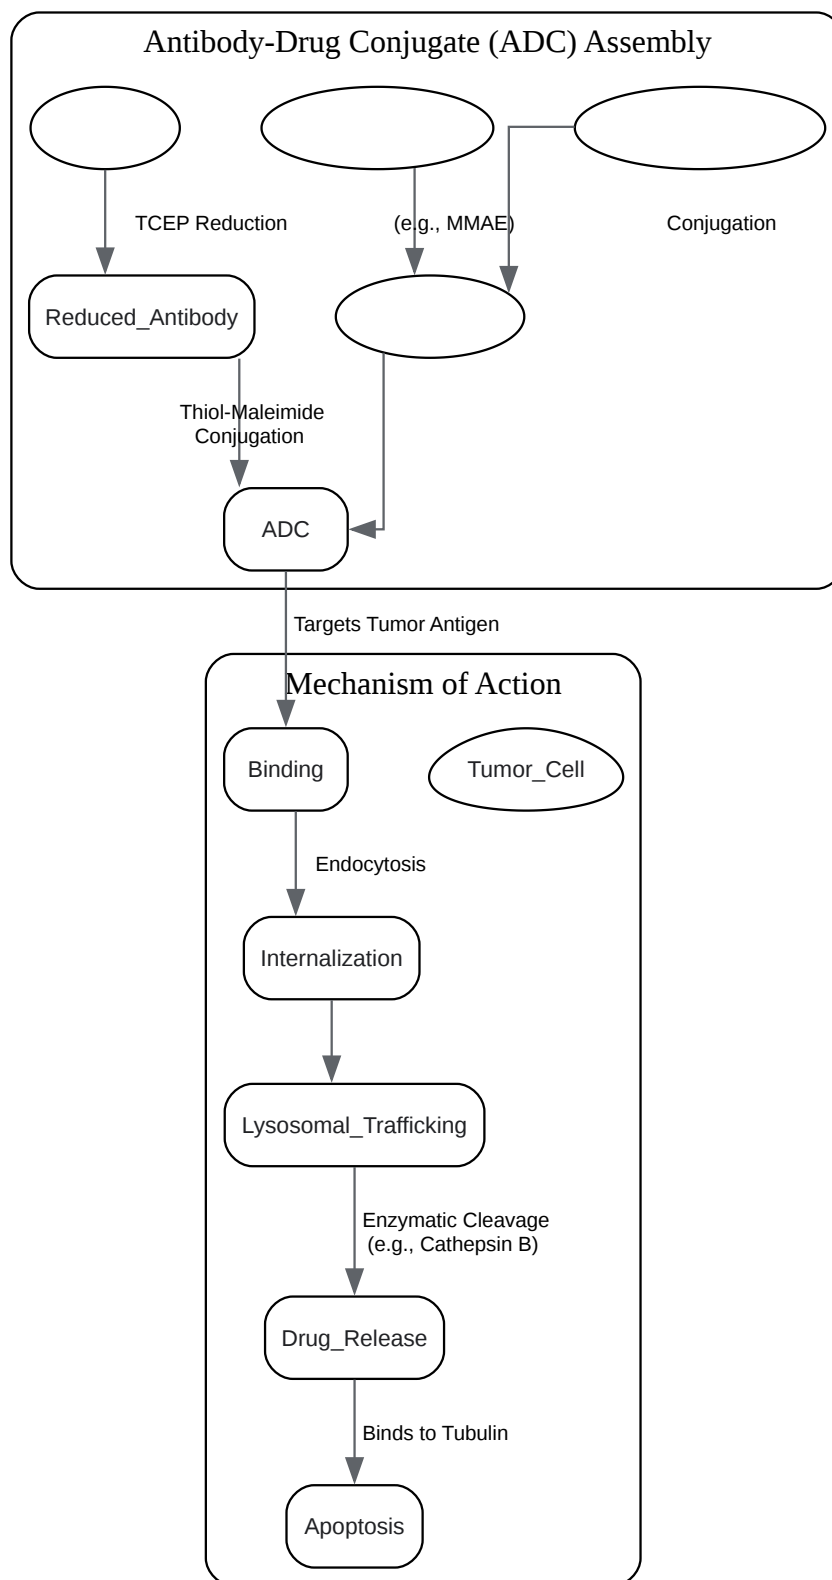 Antibody-Drug Conjugate (ADC) Assembly
TCEP Reduction
(e.g., MMAE)
Conjugation
Reduced_Antibody
Thiol-Maleimide
Conjugation
ADC
Targets Tumor Antigen
Mechanism of Action
Binding
Tumor_Cell
Endocytosis
Internalization
Lysosomal_Trafficking
Enzymatic Cleavage
(e.g., Cathepsin B)
Drug_Release
Binds to Tubulin
Apoptosis